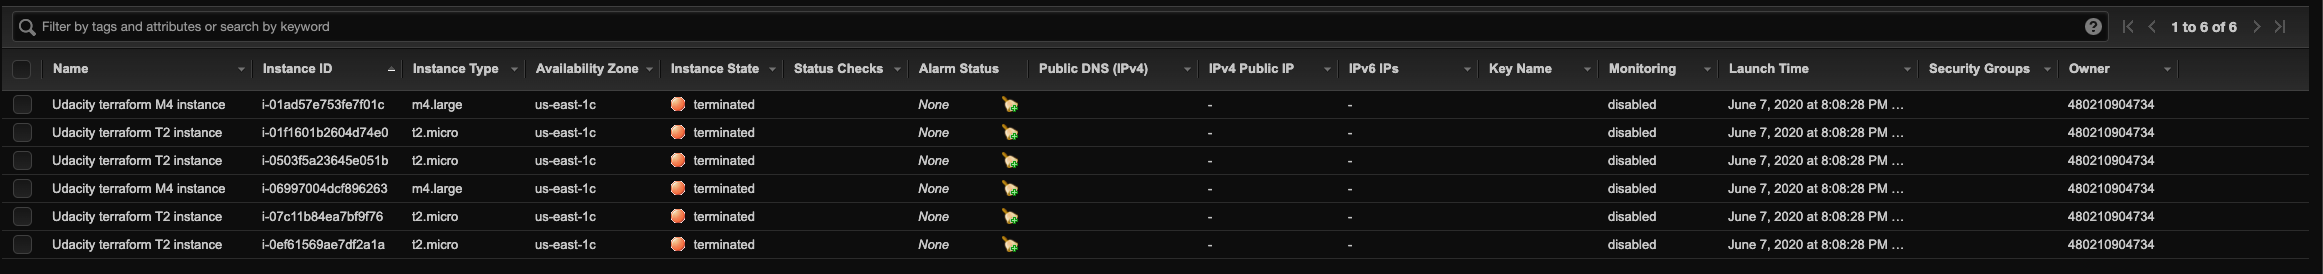 Filter by tags and attributes or search by keyword ? 1 to 6 of 6
Name Instance ID Instance Type Availability Zone Instance State Status Checks Alarm Status Public DNS (IPv4) IPv4 Public IP IPv6 IPs Key Name Monitoring Launch Time Security Groups Owner
Udacity terraform M4 instance i-01ad57e753fe7f01c m4.large us-east-1c terminated None - - disabled June 7, 2020 at 8:08:28 PM ... 480210904734
Udacity terraform T2 instance i-01f1601b2604d74e0 t2.micro us-east-1c terminated None - - disabled June 7, 2020 at 8:08:28 PM ... 480210904734
Udacity terraform T2 instance i-0503f5a23645e051b t2.micro us-east-1c terminated None - - disabled June 7, 2020 at 8:08:28 PM ... 480210904734
Udacity terraform M4 instance i-06997004dcf896263 m4.large us-east-1c terminated None - - disabled June 7, 2020 at 8:08:28 PM ... 480210904734
Udacity terraform T2 instance i-07c11b84ea7bf9f76 t2.micro us-east-1c terminated None - - disabled June 7, 2020 at 8:08:28 PM ... 480210904734
Udacity terraform T2 instance i-0ef61569ae7df2a1a t2.micro us-east-1c terminated None - - disabled June 7, 2020 at 8:08:28 PM ... 480210904734